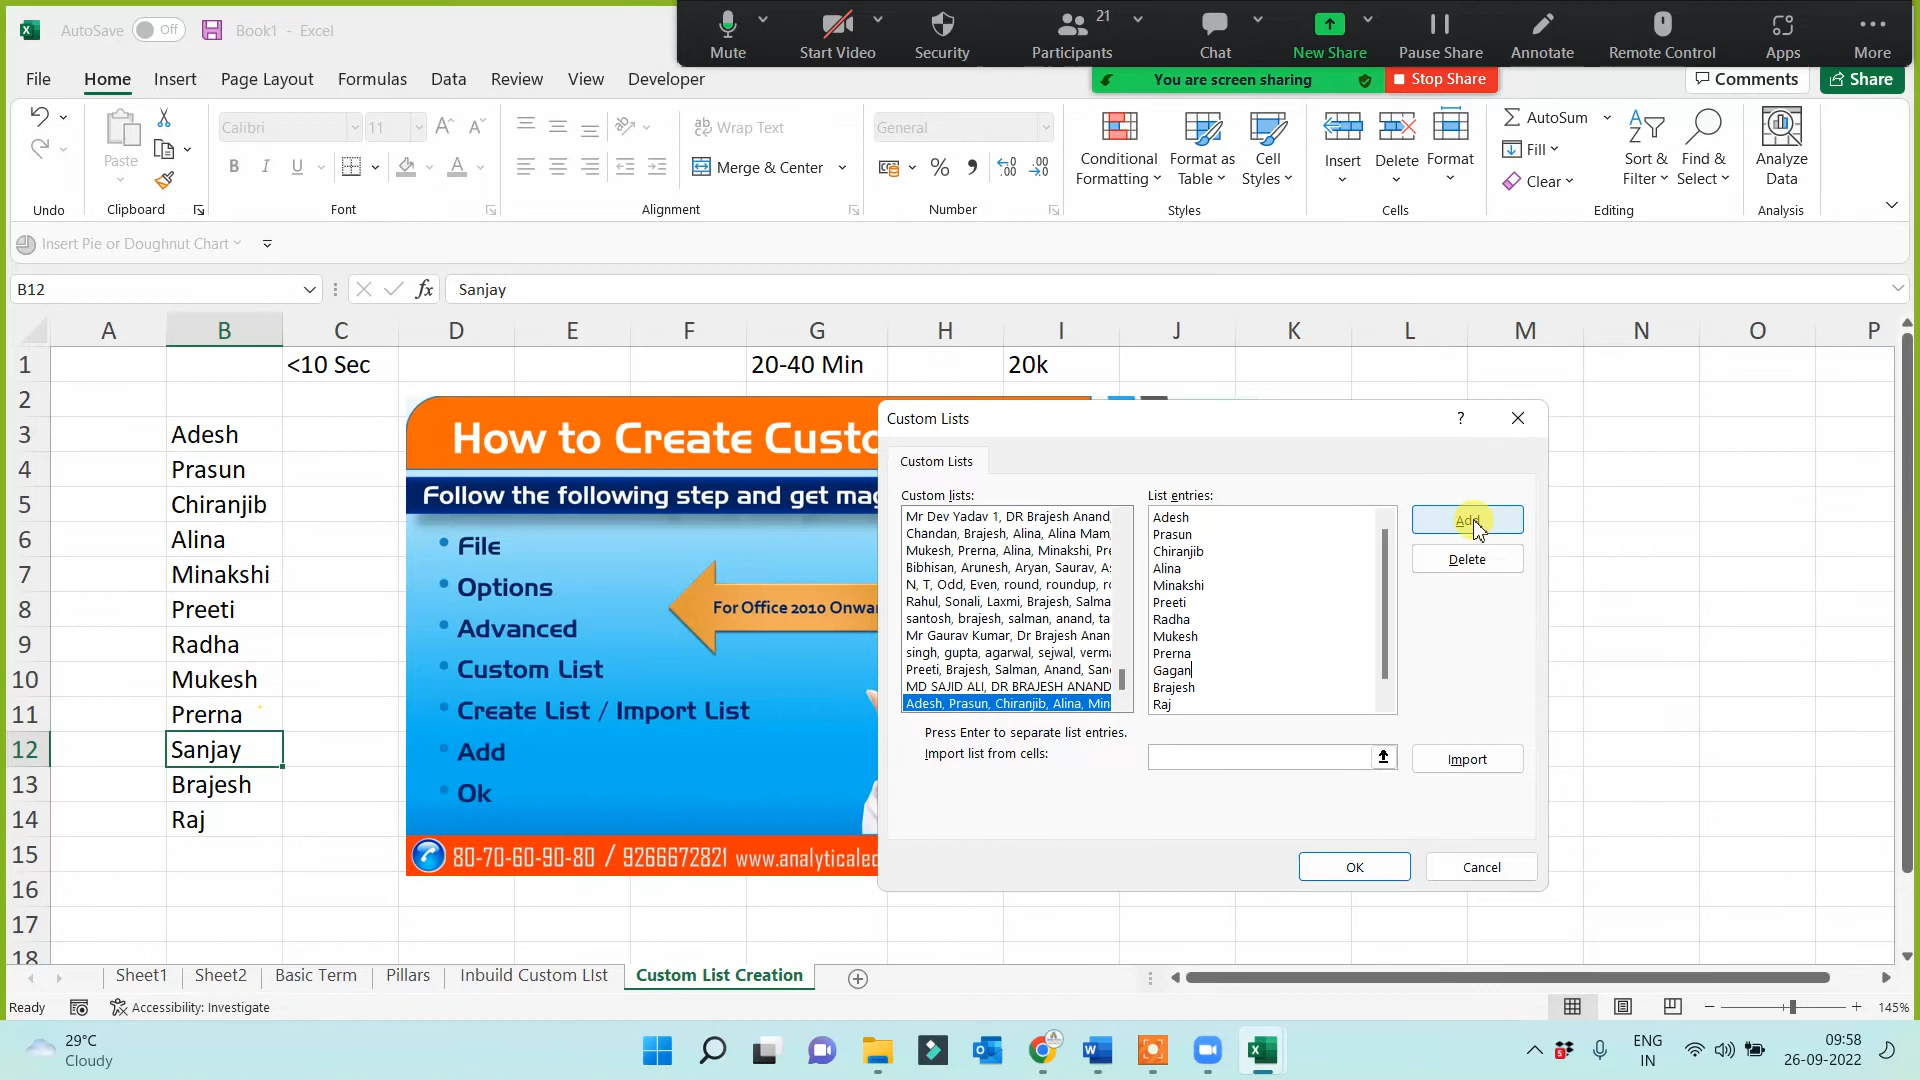 AutoSave Off Book1 - Excel
Mute Start Video Security Participants 21 Chat New Share Pause Share Annotate Remote Control Apps More
You are screen sharing Stop Share
File Home Insert Page Layout Formulas Data Review View Developer Comments Share
Calibri 11 Wrap Text General AutoSum
Paste B I U Merge & Center Conditional Formatting Format as Table Cell Styles Insert Delete Format Fill Clear Sort & Filter Find & Select Analyze Data
Undo Clipboard Font Alignment Number Styles Cells Editing Analysis
Insert Pie or Doughnut Chart
B12 fx Sanjay
A B C D E F G H I J K L M N O P
1 <10 Sec 20-40 Min 20k
2
3 Adesh
4 Prasun
5 Chiranjib
6 Alina
7 Minakshi
8 Preeti
9 Radha
10 Mukesh
11 Prerna
12 Sanjay
13 Brajesh
14 Raj
15
16
17
18
How to Create Custo
Follow the following step and get mag
File
Options
Advanced
Custom List
Create List / Import List
Add
Ok
For Office 2010 Onwar
80-70-60-90-80 / 9266672821 www.analyticalec
Custom Lists ?
Custom Lists
Custom lists:
Mr Dev Yadav 1, DR Brajesh Anand,
Chandan, Brajesh, Alina, Alina Mam,
Mukesh, Prerna, Alina, Minakshi, Pre
Bibhisan, Arunesh, Aryan, Saurav, As
N, T, Odd, Even, round, roundup, ro
Rahul, Sonali, Laxmi, Brajesh, Salma
santosh, brajesh, salman, anand, ta
Mr Gaurav Kumar, Dr Brajesh Anan
singh, gupta, agarwal, sejwal, verma
Preeti, Brajesh, Salman, Anand, Sand
MD SAJID ALI, DR BRAJESH ANAND
Adesh, Prasun, Chiranjib, Alina, Min
List entries:
Adesh
Prasun
Chiranjib
Alina
Minakshi
Preeti
Radha
Mukesh
Prerna
Gagan
Brajesh
Raj
Add
Delete
Press Enter to separate list entries.
Import list from cells:
Import
OK Cancel
Sheet1 Sheet2 Basic Term Pillars Inbuild Custom LIst Custom List Creation
Ready Accessibility: Investigate 145%
29°C
Cloudy
ENG
IN
09:58
26-09-2022